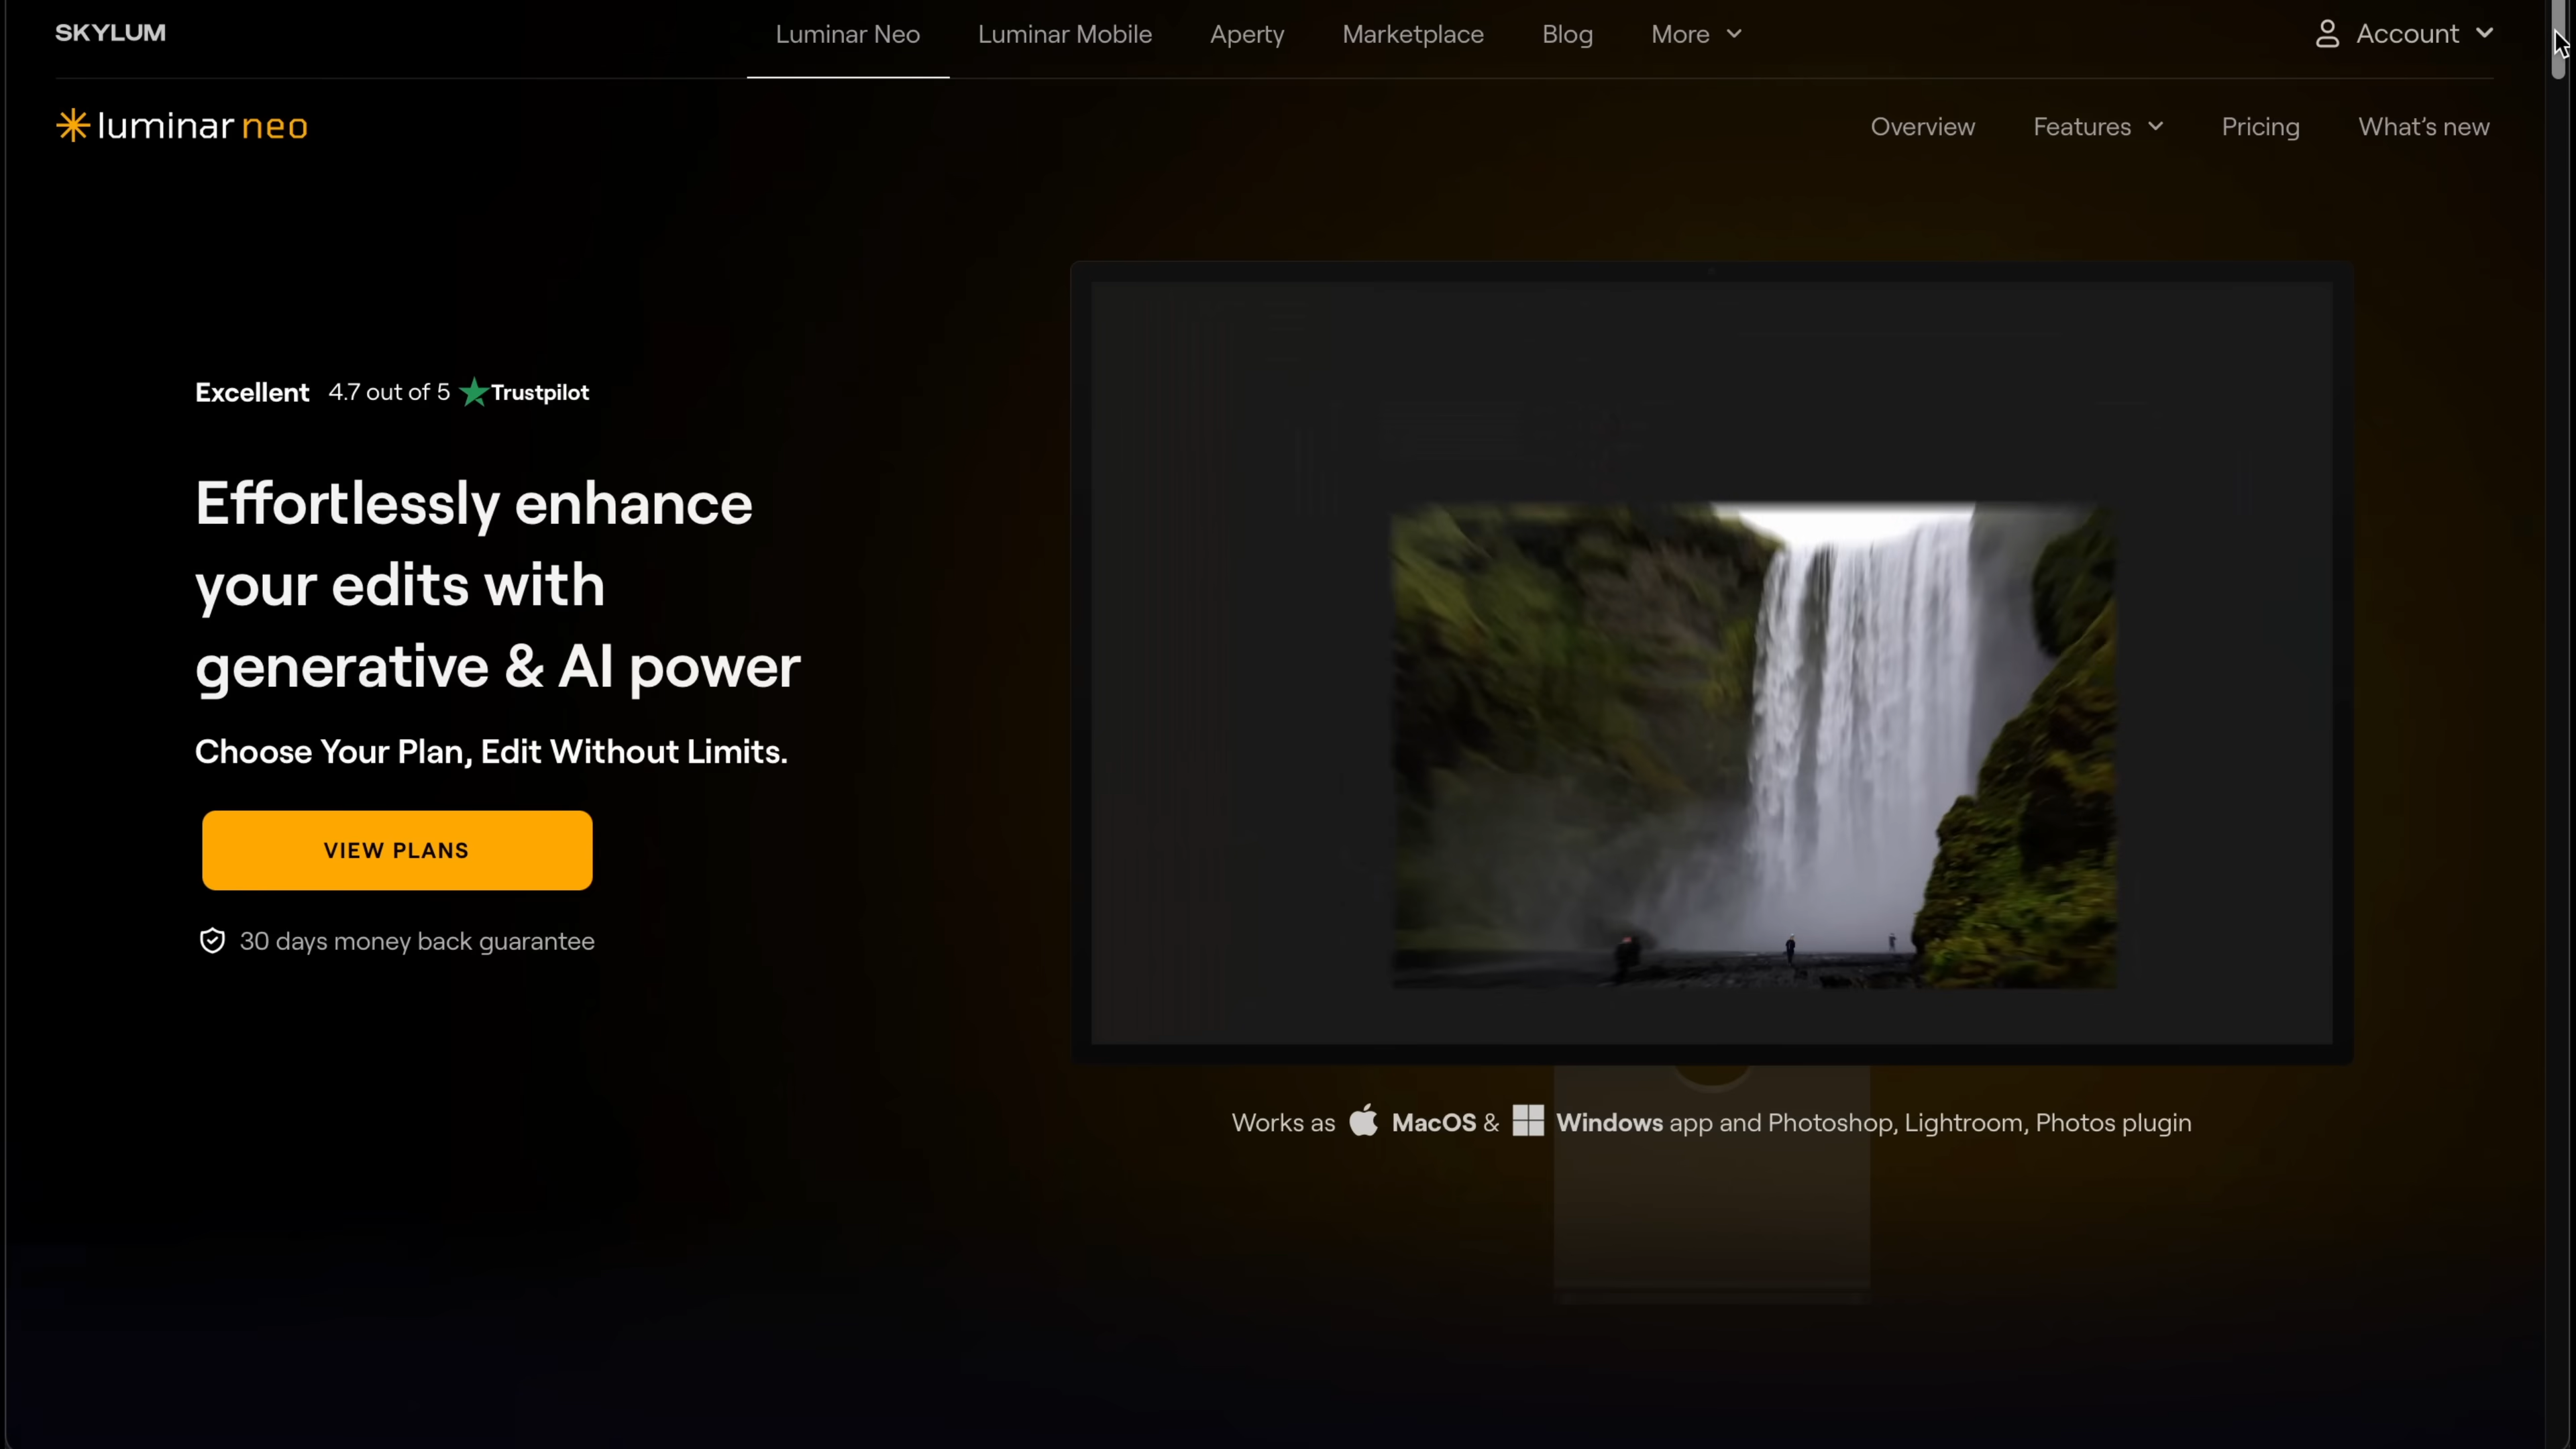 SKYLUM
Luminar Neo
Luminar Mobile
Aperty
Marketplace
Blog
More
Account
luminar neo
Overview
Features
Pricing
What's new
Excellent 4.7 out of 5 Trustpilot
Effortlessly enhance
your edits with
generative & AI power
Choose Your Plan, Edit Without Limits.
VIEW PLANS
30 days money back guarantee
Works as MacOS & Windows app and Photoshop, Lightroom, Photos plugin